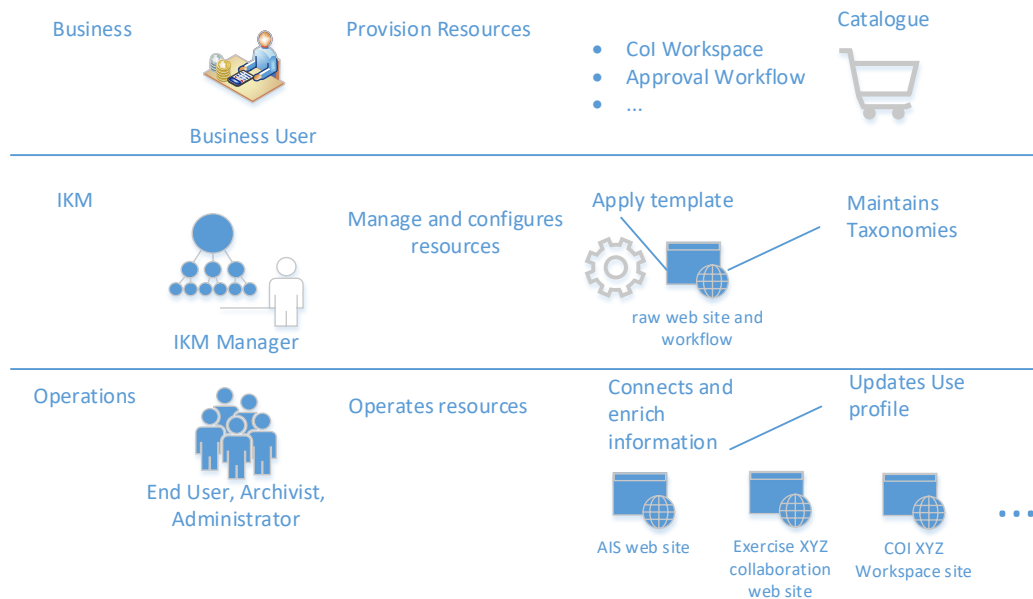 Business
Provision Resources
Catalogue
• CoI Workspace
• Approval Workflow
• ...
Business User
IKM
Manage and configures
resources
Apply template
Maintains
Taxonomies
raw web site and
workflow
IKM Manager
Operations
Operates resources
Connects and
enrich
information
Updates Use
profile
End User, Archivist,
Administrator
AIS web site
Exercise XYZ
collaboration
web site
COI XYZ
Workspace site
...